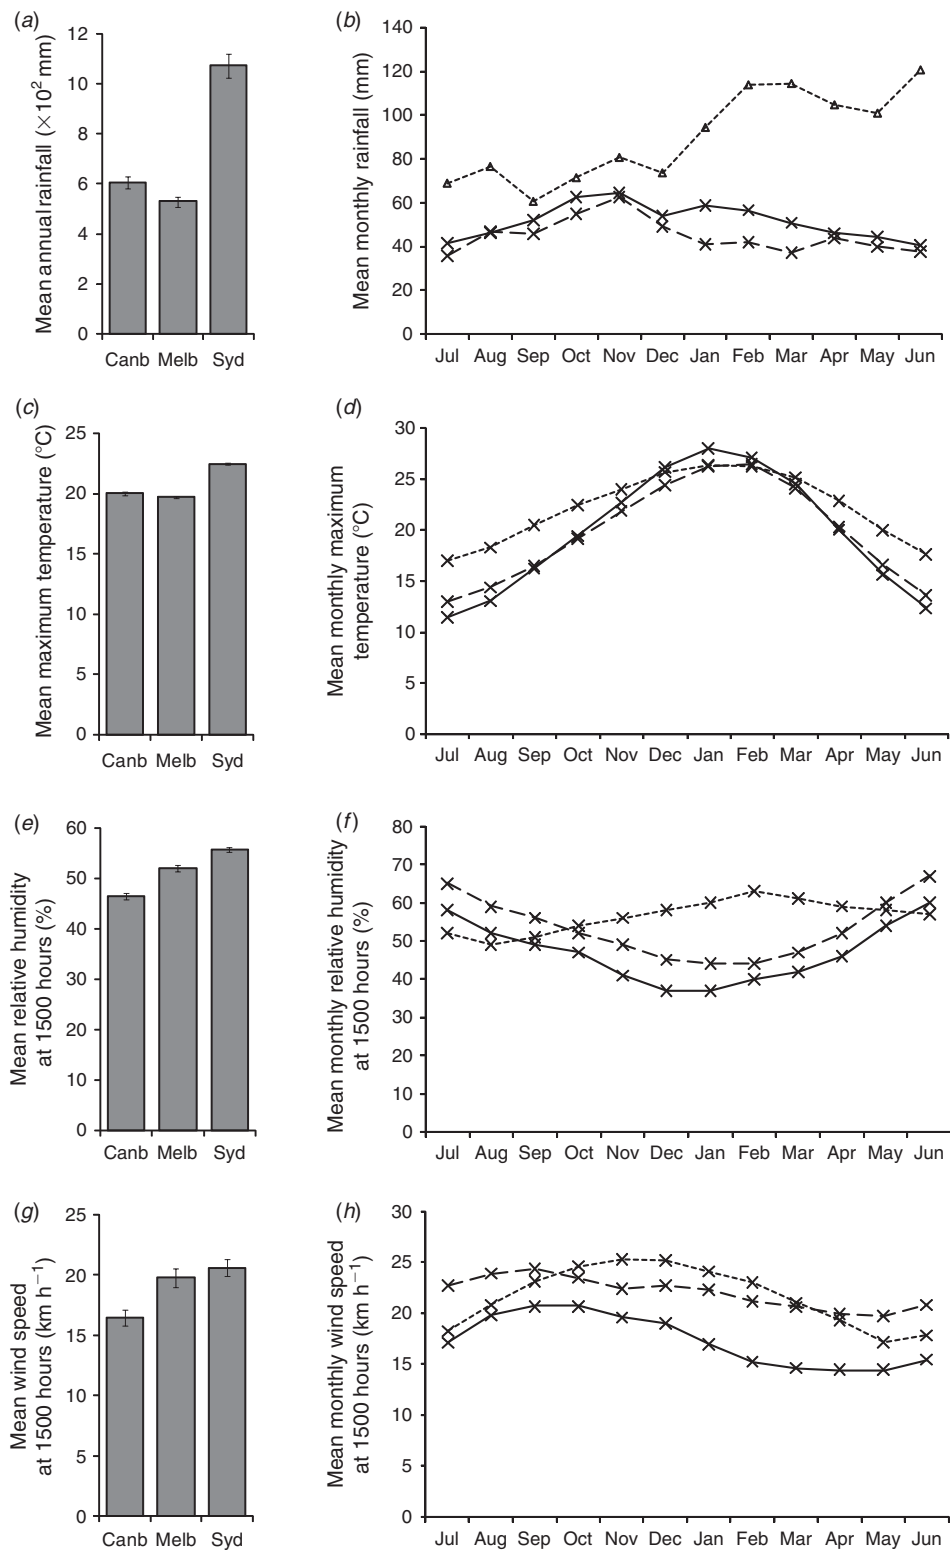 (a)
Mean annual rainfall (×10² mm)
12
10
8
6
4
2
0
Canb Melb Syd
(b)
Mean monthly rainfall (mm)
140
120
100
80
60
40
20
0
Jul Aug Sep Oct Nov Dec Jan Feb Mar Apr May Jun
(c)
Mean maximum temperature (°C)
25
20
15
10
5
0
Canb Melb Syd
(d)
Mean monthly maximum
temperature (°C)
30
25
20
15
10
5
0
Jul Aug Sep Oct Nov Dec Jan Feb Mar Apr May Jun
(e)
Mean relative humidity
at 1500 hours (%)
60
50
40
30
20
10
0
Canb Melb Syd
(f)
Mean monthly relative humidity
at 1500 hours (%)
80
70
60
50
40
30
20
10
0
Jul Aug Sep Oct Nov Dec Jan Feb Mar Apr May Jun
(g)
Mean wind speed
at 1500 hours (km h⁻¹)
25
20
15
10
5
0
Canb Melb Syd
(h)
Mean monthly wind speed
at 1500 hours (km h⁻¹)
30
25
20
15
10
5
0
Jul Aug Sep Oct Nov Dec Jan Feb Mar Apr May Jun